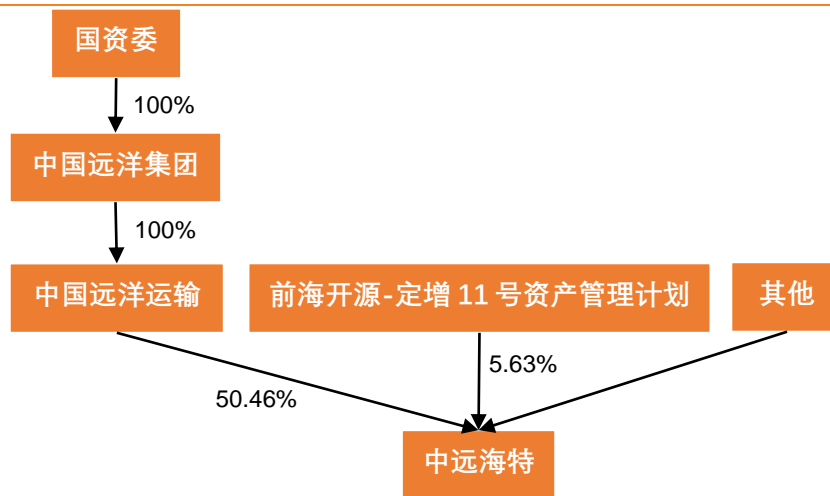 国资委
100%
中国远洋集团
100%
中国远洋运输
前海开源-定增 11 号资产管理计划
其他
5.63%
50.46%
中远海特